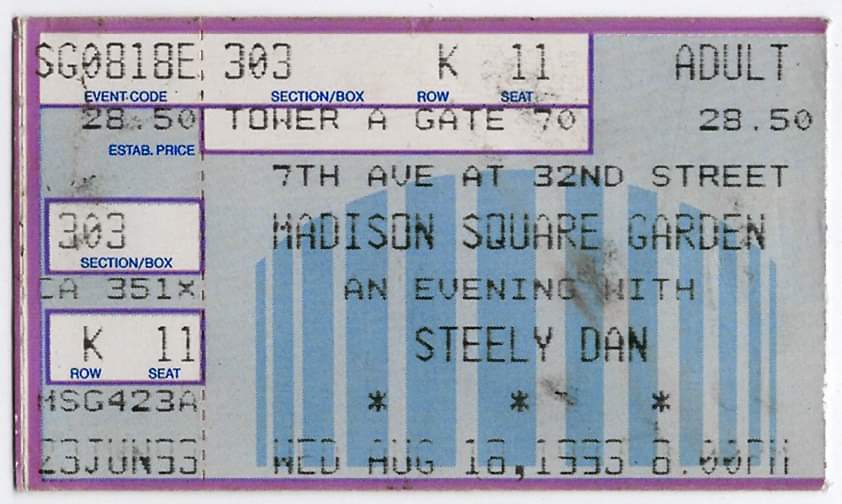 SG0818E 303 K 11 ADULT
EVENT CODE SECTION/BOX ROW SEAT
28.50 TOWER A GATE 70 28.50
ESTAB. PRICE
7TH AVE AT 32ND STREET
303 MADISON SQUARE GARDEN
SECTION/BOX
CA 351X AN EVENING WITH
K 11 STEELY DAN
ROW SEAT
MSG423A * * *
23JUN93 WED AUG 18,1993 8.00PM